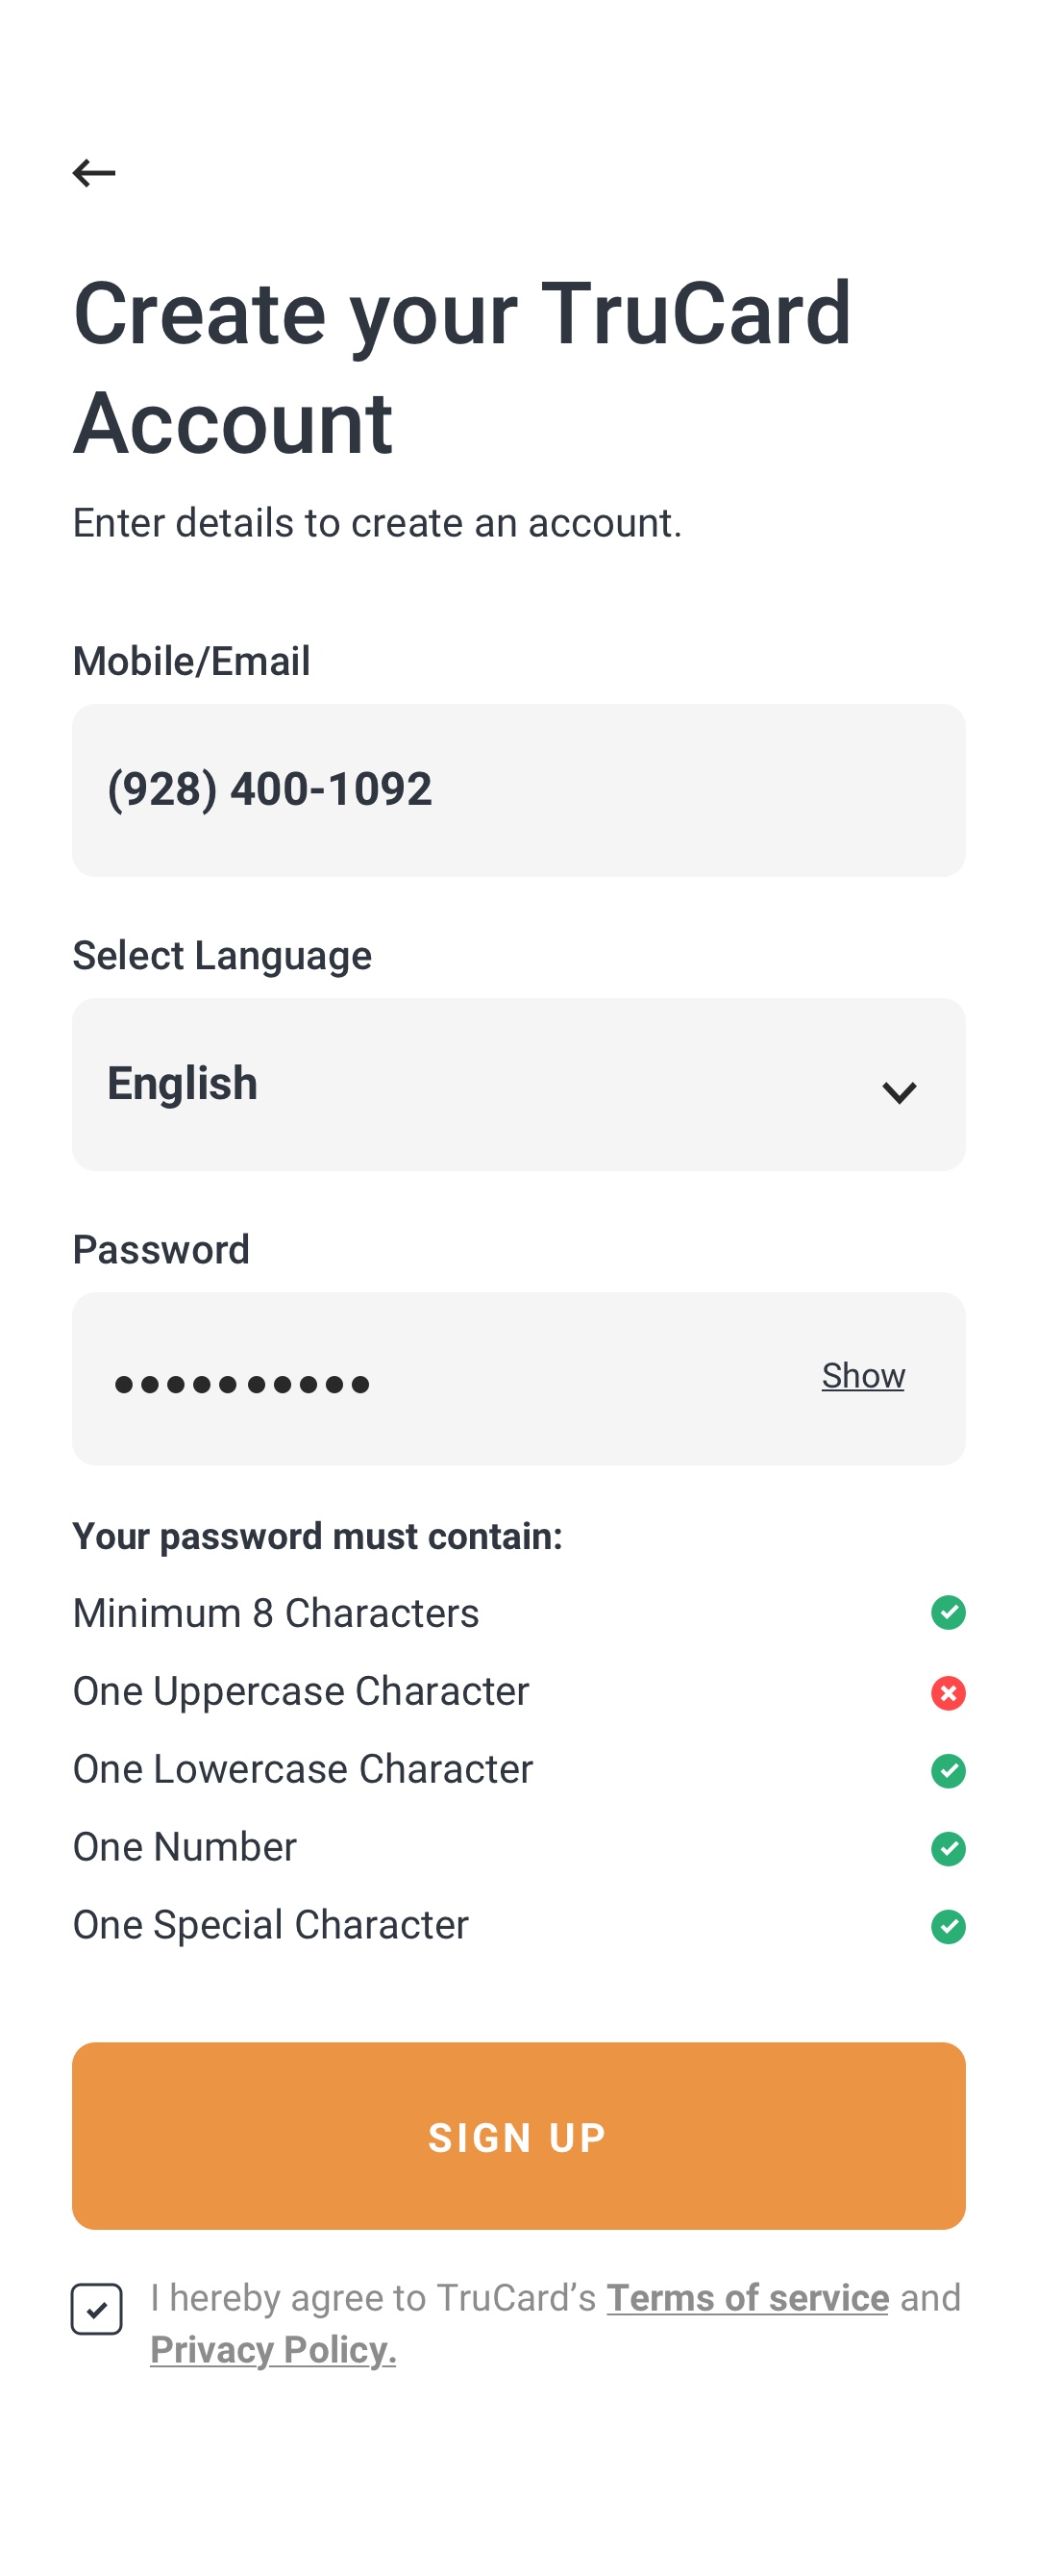 Create your TruCard
Account
Enter details to create an account.
Mobile/Email
(928) 400-1092
Select Language
English
Password
Show
Your password must contain:
Minimum 8 Characters
One Uppercase Character
One Lowercase Character
One Number
One Special Character
SIGN UP
I hereby agree to TruCard’s Terms of service and
Privacy Policy.